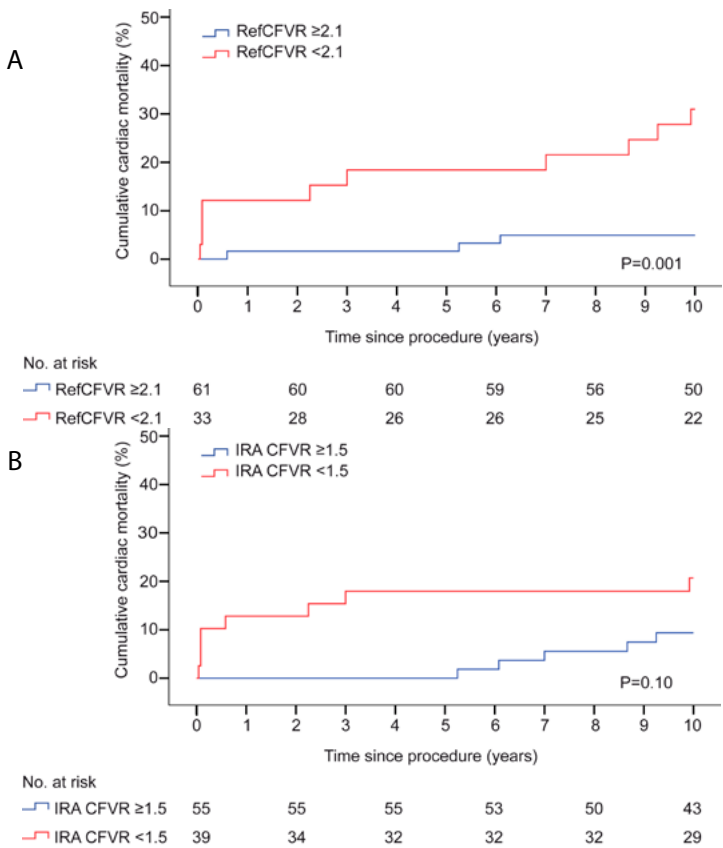 A
RefCFVR ≥2.1
RefCFVR <2.1
Cumulative cardiac mortality (%)
50
40
30
20
10
0
P=0.001
0 1 2 3 4 5 6 7 8 9 10
Time since procedure (years)
No. at risk
RefCFVR ≥2.1 61 60 60 59 56 50
RefCFVR <2.1 33 28 26 26 25 22
B
IRA CFVR ≥1.5
IRA CFVR <1.5
Cumulative cardiac mortality (%)
50
40
30
20
10
0
P=0.10
0 1 2 3 4 5 6 7 8 9 10
Time since procedure (years)
No. at risk
IRA CFVR ≥1.5 55 55 55 53 50 43
IRA CFVR <1.5 39 34 32 32 32 29